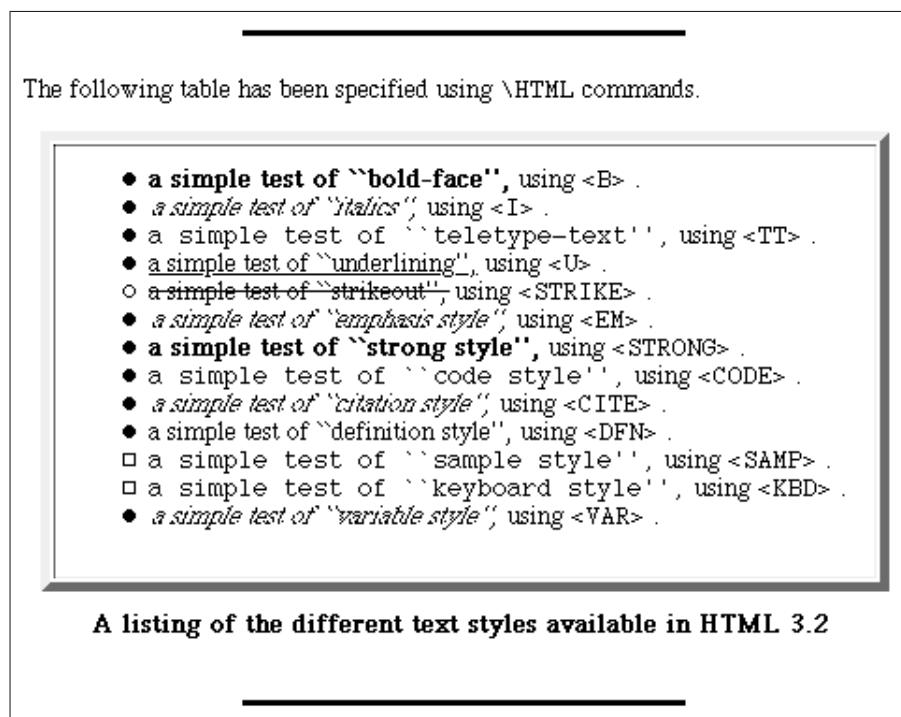 The following table has been specified using \HTML commands.
● a simple test of ``bold-face'', using <B> .
● a simple test of ``italics'', using <I> .
● a simple test of ``teletype-text'', using <TT> .
● a simple test of ``underlining'', using <U> .
○ a simple test of ``strikeout'', using <STRIKE> .
● a simple test of ``emphasis style'', using <EM> .
● a simple test of ``strong style'', using <STRONG> .
● a simple test of ``code style'', using <CODE> .
● a simple test of ``citation style'', using <CITE> .
● a simple test of ``definition style'', using <DFN> .
□ a simple test of ``sample style'', using <SAMP> .
□ a simple test of ``keyboard style'', using <KBD> .
● a simple test of ``variable style'', using <VAR> .
A listing of the different text styles available in HTML 3.2